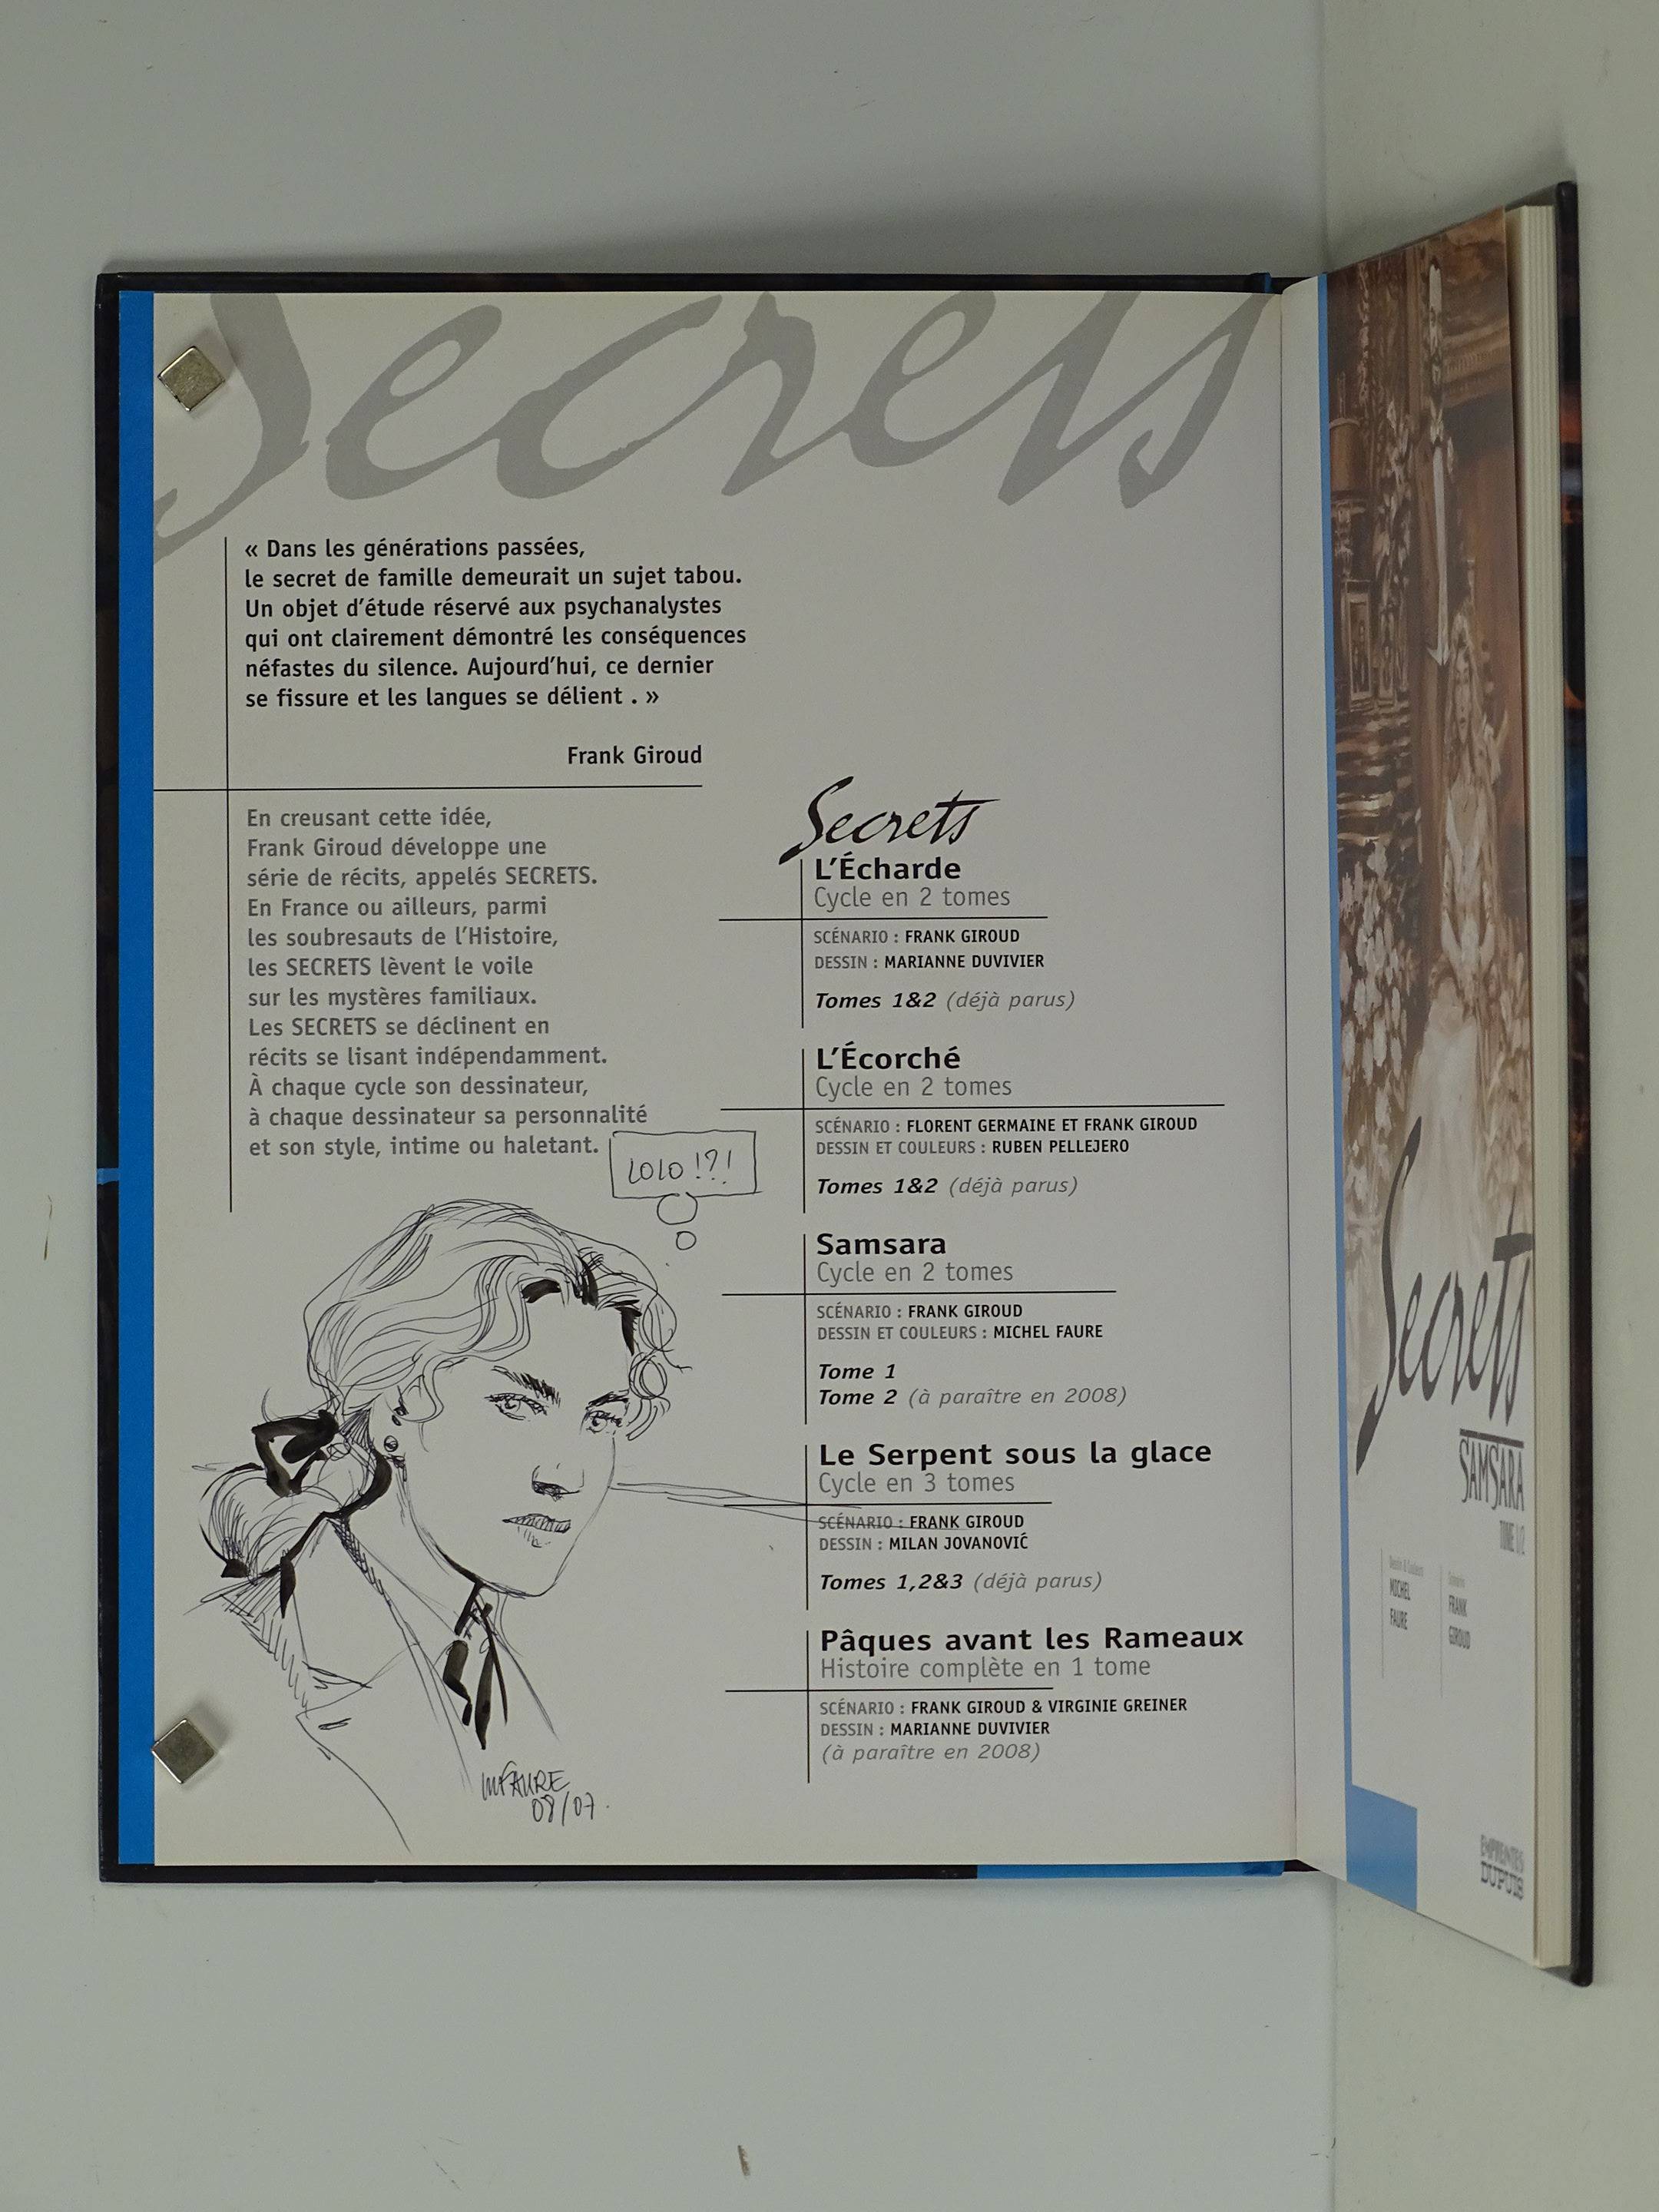 Secrets
« Dans les générations passées,
le secret de famille demeurait un sujet tabou.
Un objet d'étude réservé aux psychanalystes
qui ont clairement démontré les conséquences
néfastes du silence. Aujourd'hui, ce dernier
se fissure et les langues se délient . »
Frank Giroud
En creusant cette idée,
Frank Giroud développe une
série de récits, appelés SECRETS.
En France ou ailleurs, parmi
les soubresauts de l'Histoire,
les SECRETS lèvent le voile
sur les mystères familiaux.
Les SECRETS se déclinent en
récits se lisant indépendamment.
À chaque cycle son dessinateur,
à chaque dessinateur sa personnalité
et son style, intime ou haletant.
LOLO !?!
MFAURE
08/07.
Secrets
L'Écharde
Cycle en 2 tomes
SCÉNARIO : FRANK GIROUD
DESSIN : MARIANNE DUVIVIER
Tomes 1&2 (déjà parus)
L'Écorché
Cycle en 2 tomes
SCÉNARIO : FLORENT GERMAINE ET FRANK GIROUD
DESSIN ET COULEURS : RUBEN PELLEJERO
Tomes 1&2 (déjà parus)
Samsara
Cycle en 2 tomes
SCÉNARIO : FRANK GIROUD
DESSIN ET COULEURS : MICHEL FAURE
Tome 1
Tome 2 (à paraître en 2008)
Le Serpent sous la glace
Cycle en 3 tomes
SCÉNARIO : FRANK GIROUD
DESSIN : MILAN JOVANOVIĆ
Tomes 1,2&3 (déjà parus)
Pâques avant les Rameaux
Histoire complète en 1 tome
SCÉNARIO : FRANK GIROUD & VIRGINIE GREINER
DESSIN : MARIANNE DUVIVIER
(à paraître en 2008)
Secrets
SAMSARA
TOME 1/2
Dessin & Couleurs
MICHEL
FAURE
Scénario
FRANK
GIROUD
EMPREINTES
DUPUIS